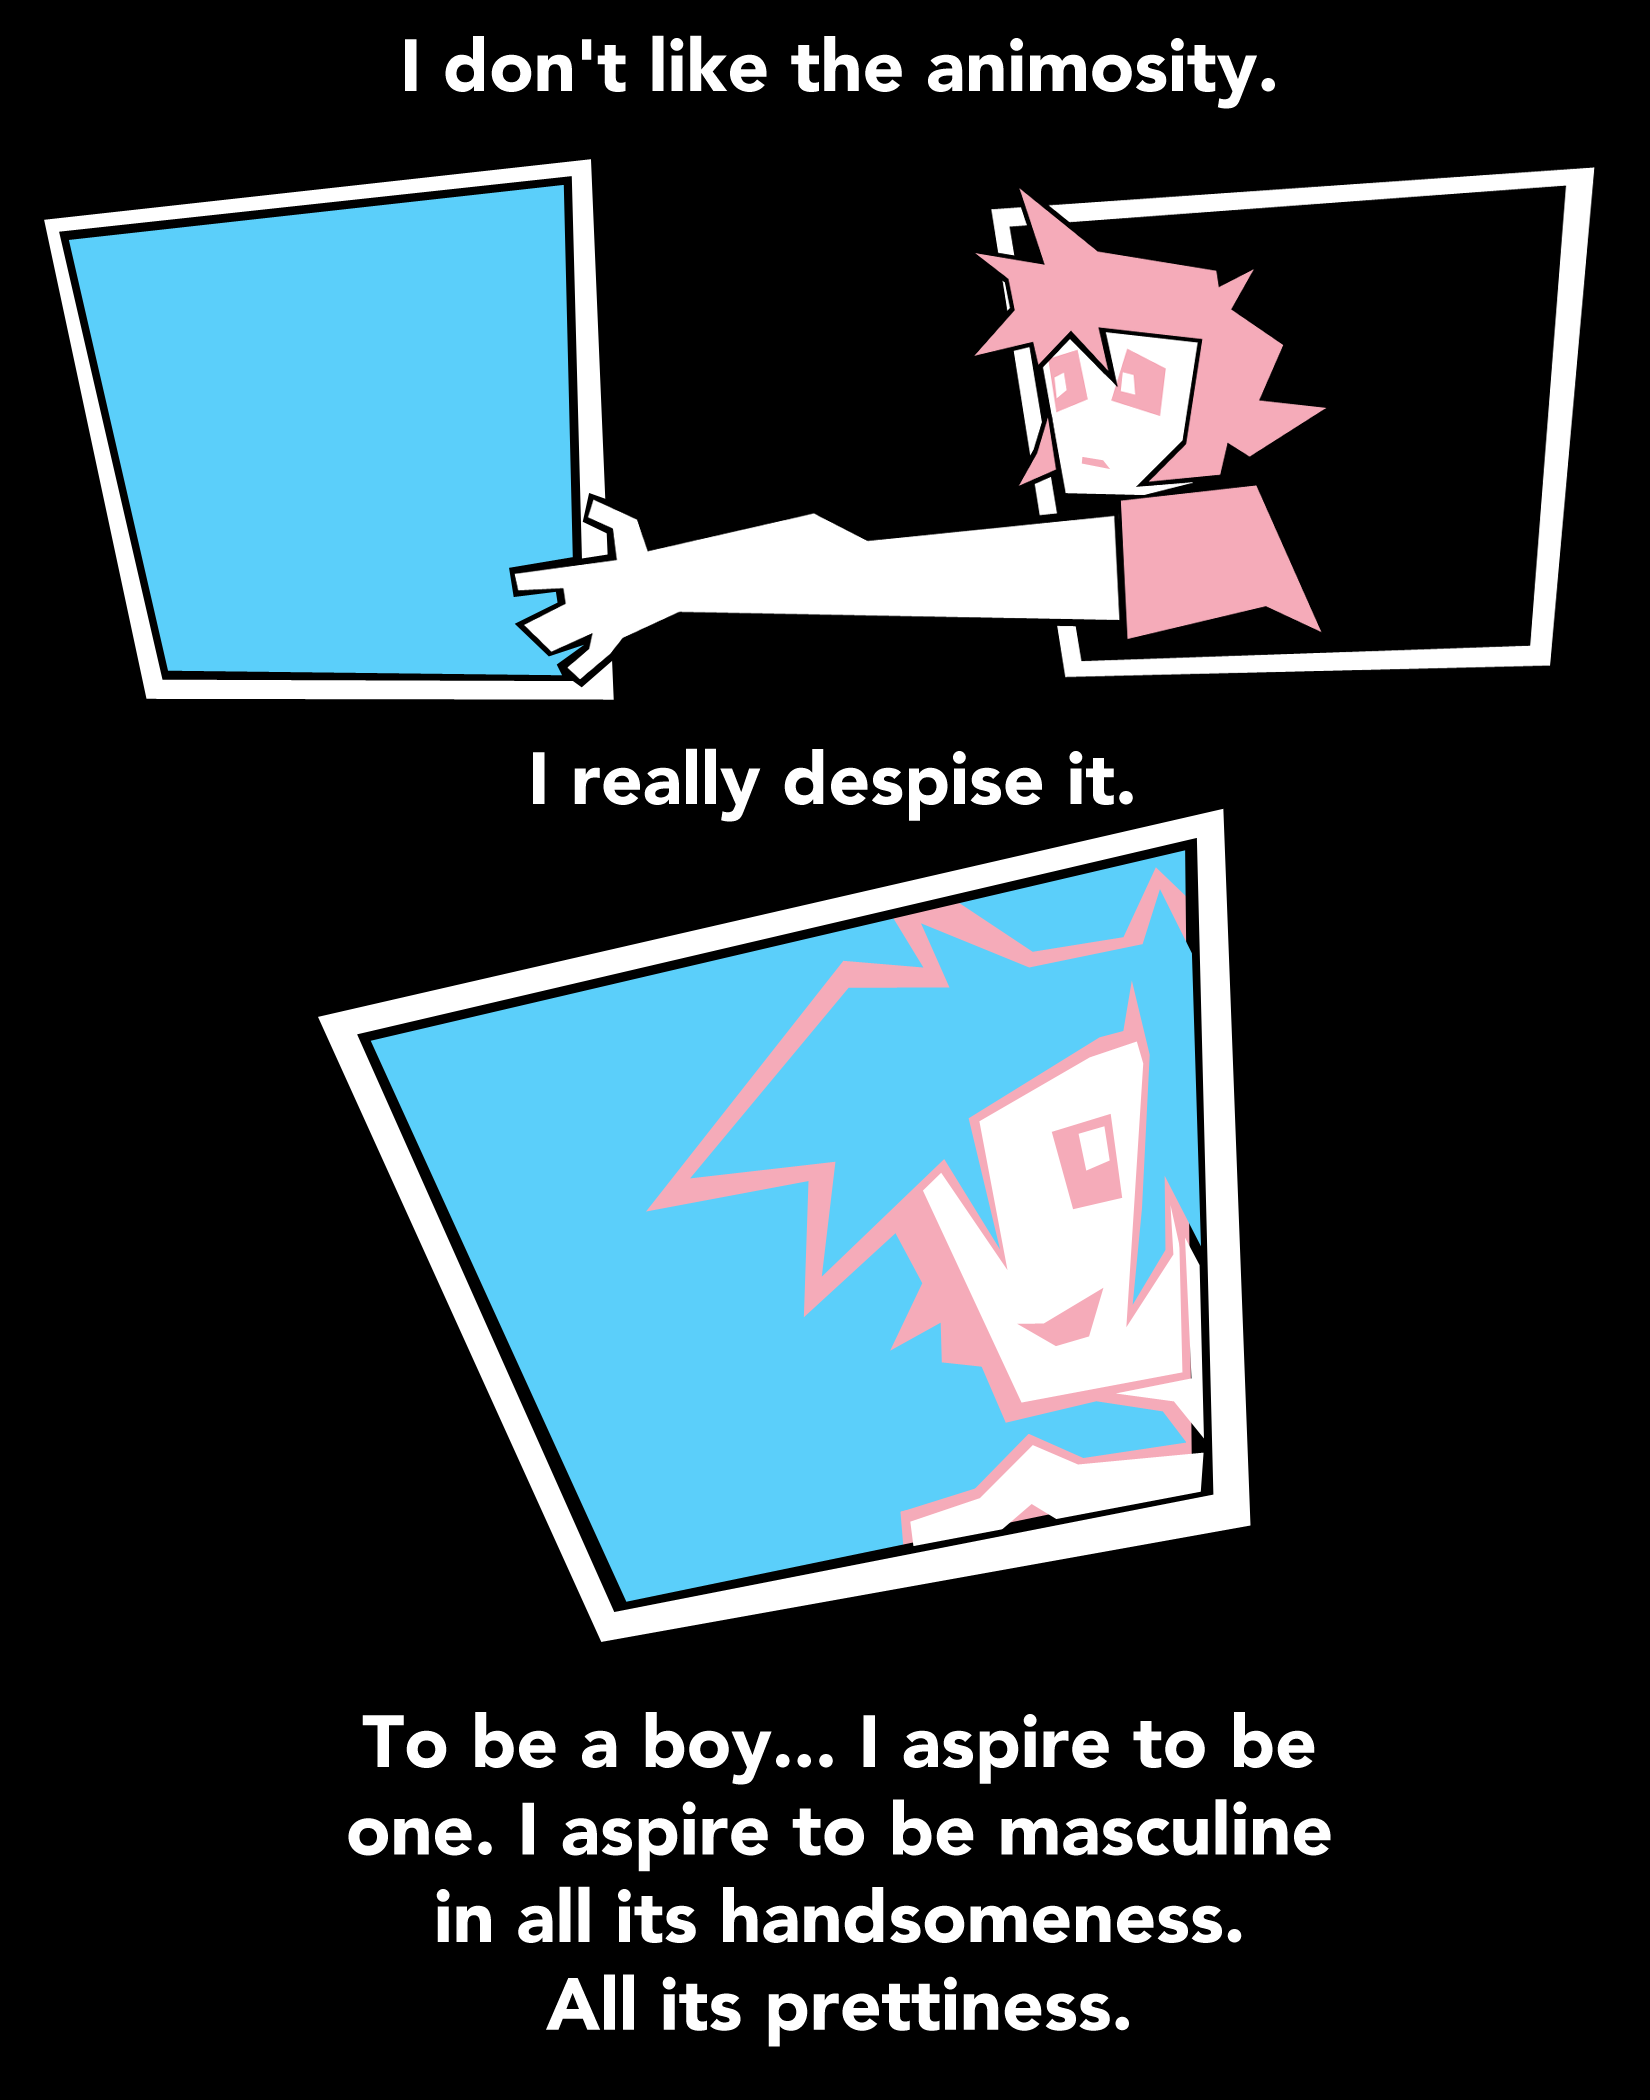 I don't like the animosity.
I really despise it.
To be a boy... I aspire to be
one. I aspire to be masculine
in all its handsomeness.
All its prettiness.